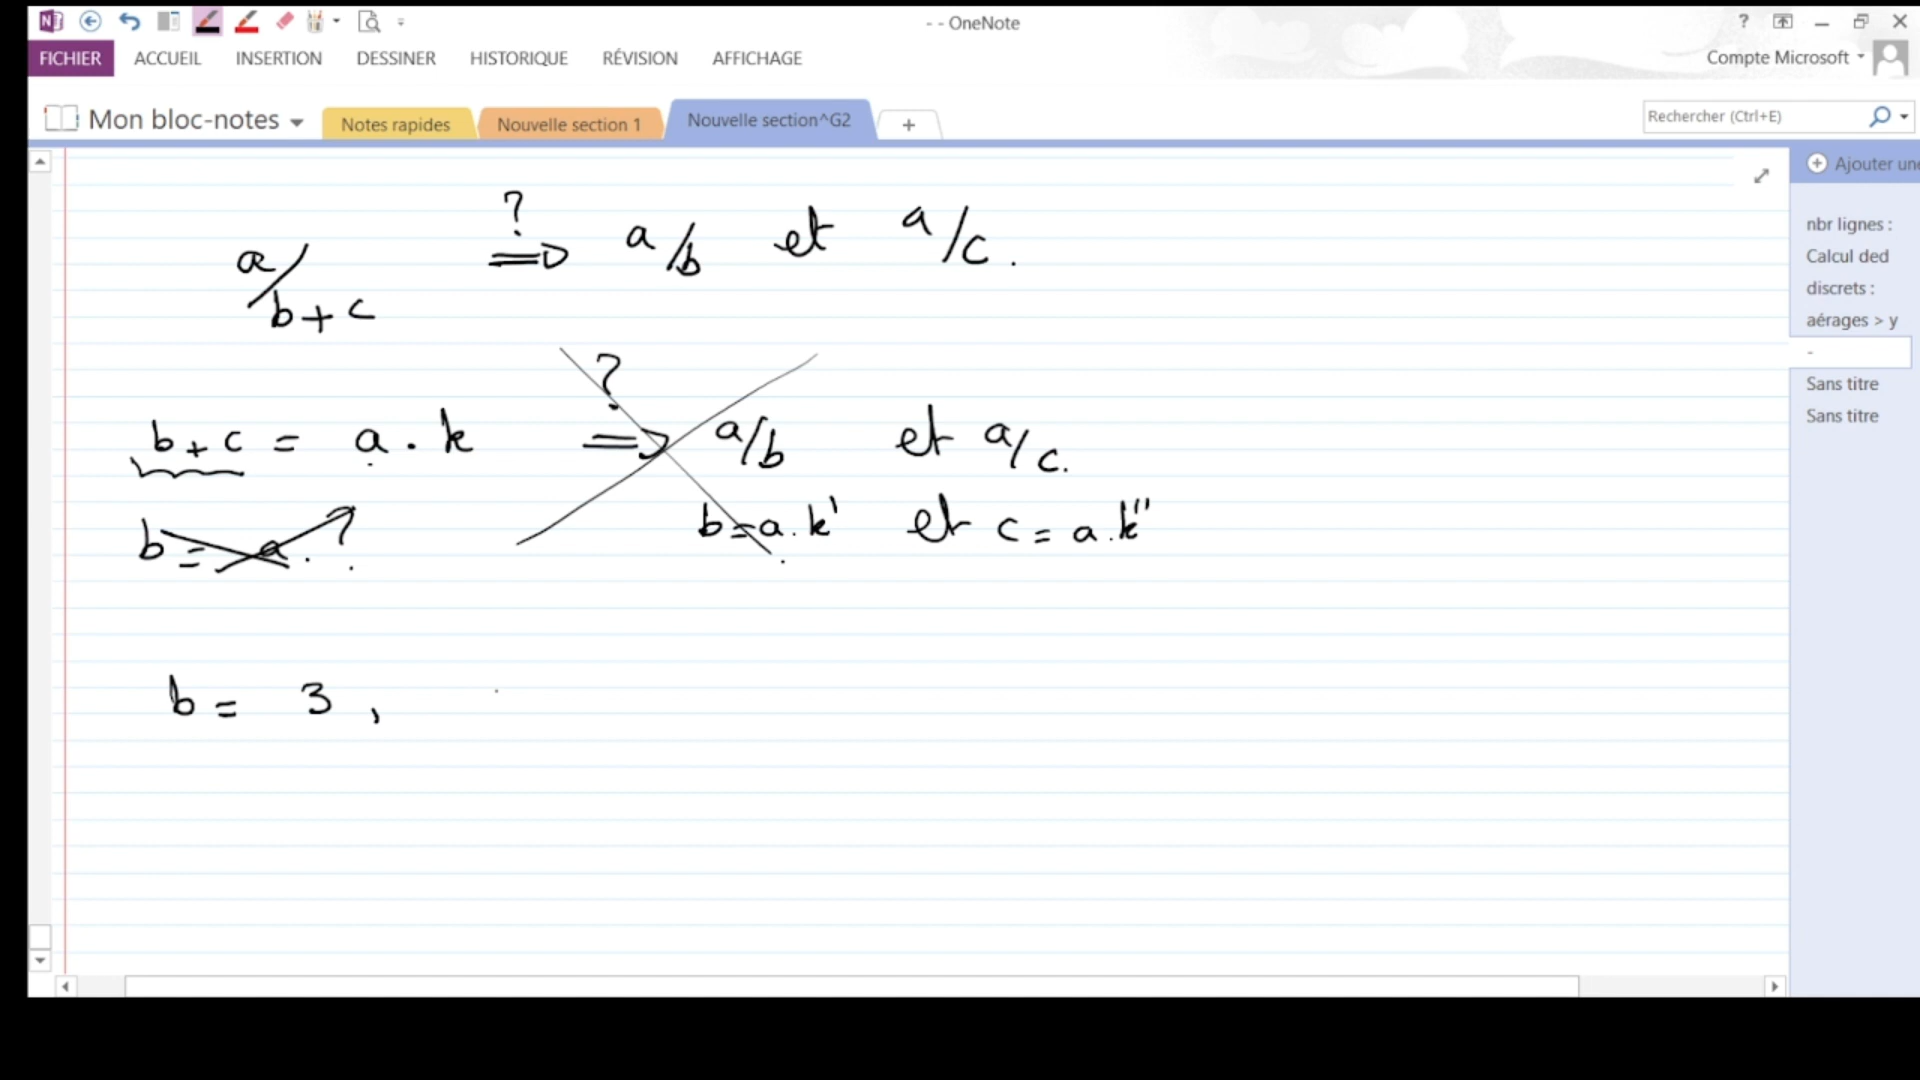 - - OneNote
?
FICHIER ACCUEIL INSERTION DESSINER HISTORIQUE RÉVISION AFFICHAGE
Compte Microsoft
Mon bloc-notes
Notes rapides
Nouvelle section 1
Nouvelle section^G2
+
Rechercher (Ctrl+E)
a/b+c ?⇒ a/b et a/c.
b+c = a.k ?⇒ a/b et a/c.
b = a.? b=a.k' et c = a.k"
b = 3 ,
Ajouter une
nbr lignes :
Calcul ded
discrets :
aérages > y
-
Sans titre
Sans titre